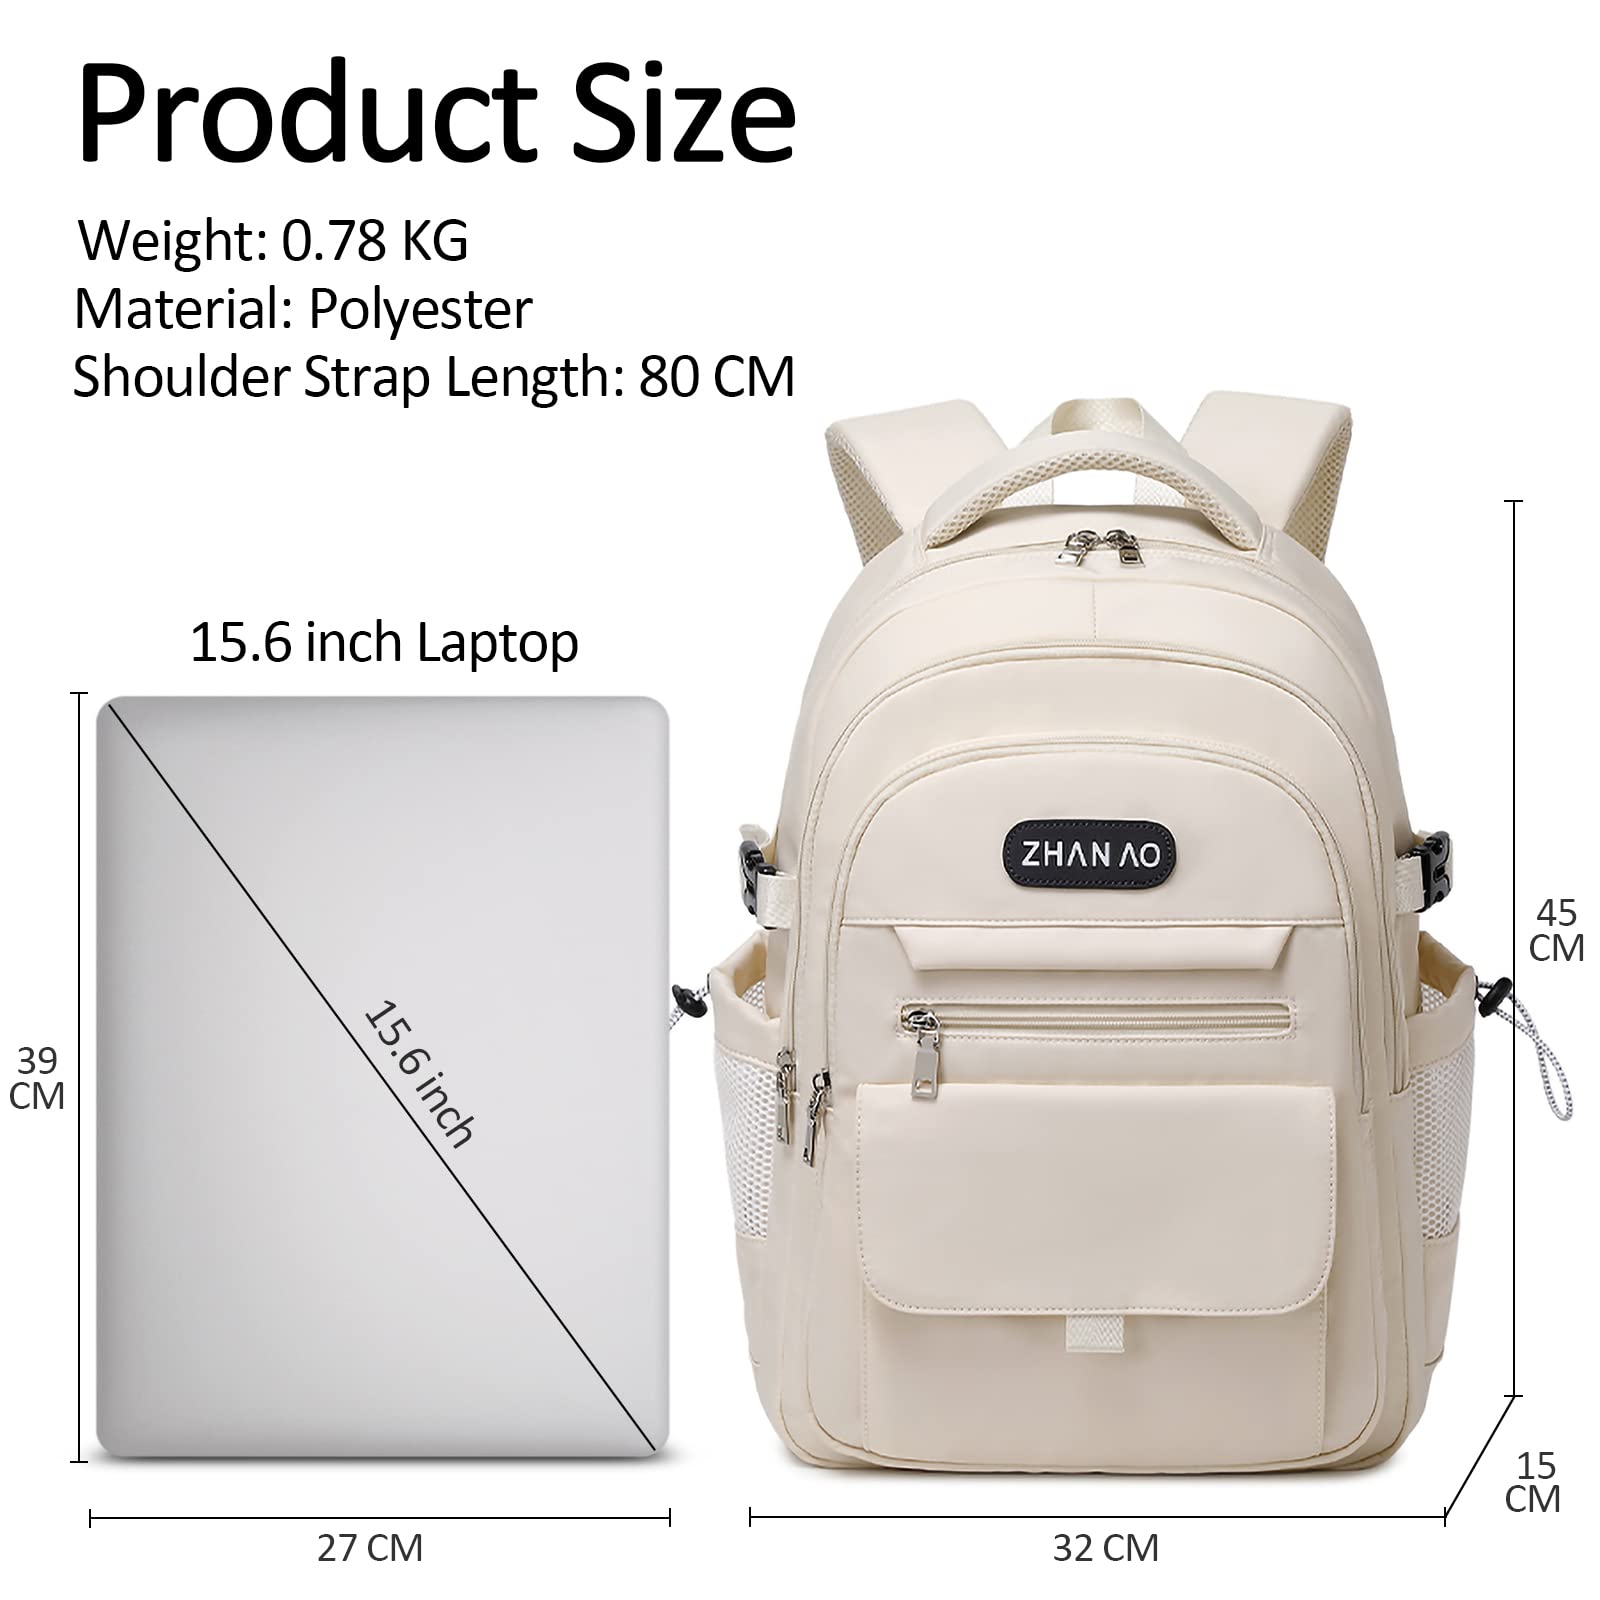 Product Size
Weight: 0.78 KG
Material: Polyester
Shoulder Strap Length: 80 CM
15.6 inch Laptop
15.6 inch
39
CM
27 CM
ZHAN AO
45
CM
15
CM
32 CM